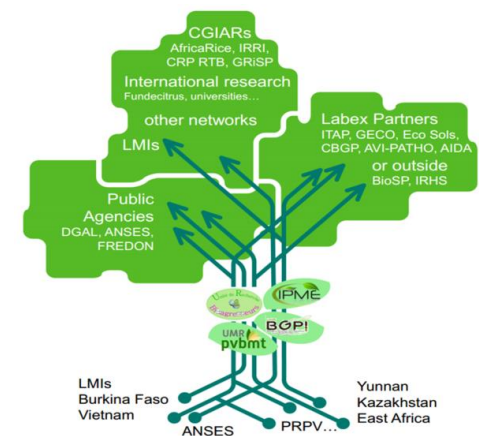 CGIARs
AfricaRice, IRRI,
CRP RTB, GRiSP
International research
Fundecitrus, universities...
other networks
LMIs
Labex Partners
ITAP, GECO, Eco Sols,
CBGP, AVI-PATHO, AIDA
or outside
BioSP, IRHS
Public
Agencies
DGAL, ANSES,
FREDON
IPME
UMR
pvbmt
BGPI
LMIs
Burkina Faso
Vietnam
ANSES
PRPV...
Yunnan
Kazakhstan
East Africa